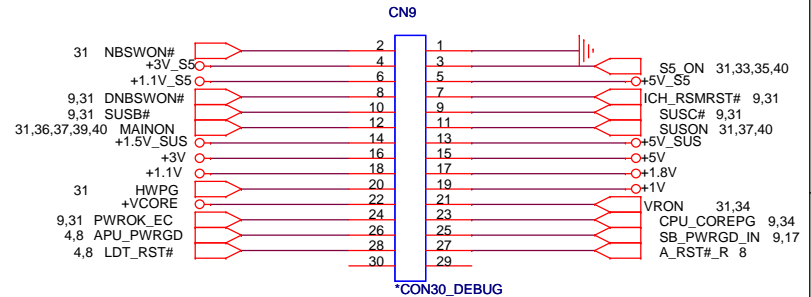 CN9
31 NBSWON# 2 1
+3V_S5 4 3 S5_ON 31,33,35,40
+1.1V_S5 6 5 +5V_S5
9,31 DNBSWON# 8 7 ICH_RSMRST# 9,31
9,31 SUSB# 10 9 SUSC# 9,31
31,36,37,39,40 MAINON 12 11 SUSON 31,37,40
+1.5V_SUS 14 13 +5V_SUS
+3V 16 15 +5V
+1.1V 18 17 +1.8V
31 HWPG 20 19 +1V
+VCORE 22 21 VRON 31,34
9,31 PWROK_EC 24 23 CPU_COREPG 9,34
4,8 APU_PWRGD 26 25 SB_PWRGD_IN 9,17
4,8 LDT_RST# 28 27 A_RST#_R 8
30 29
*CON30_DEBUG